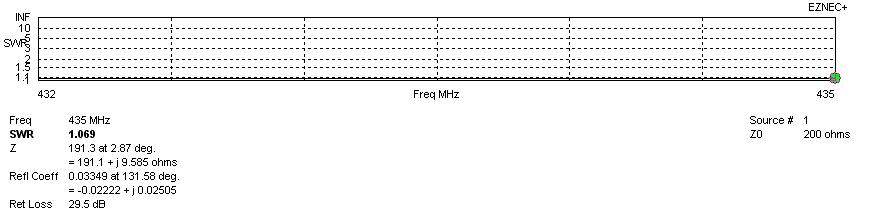 EZNEC+
INF
10
5
SWR
3
2
1.5
1.1
1
432 Freq MHz 435
Freq 435 MHz Source # 1
SWR 1.069 Z0 200 ohms
Z 191.3 at 2.87 deg.
= 191.1 + j 9.585 ohms
Refl Coeff 0.03349 at 131.58 deg.
= -0.02222 + j 0.02505
Ret Loss 29.5 dB